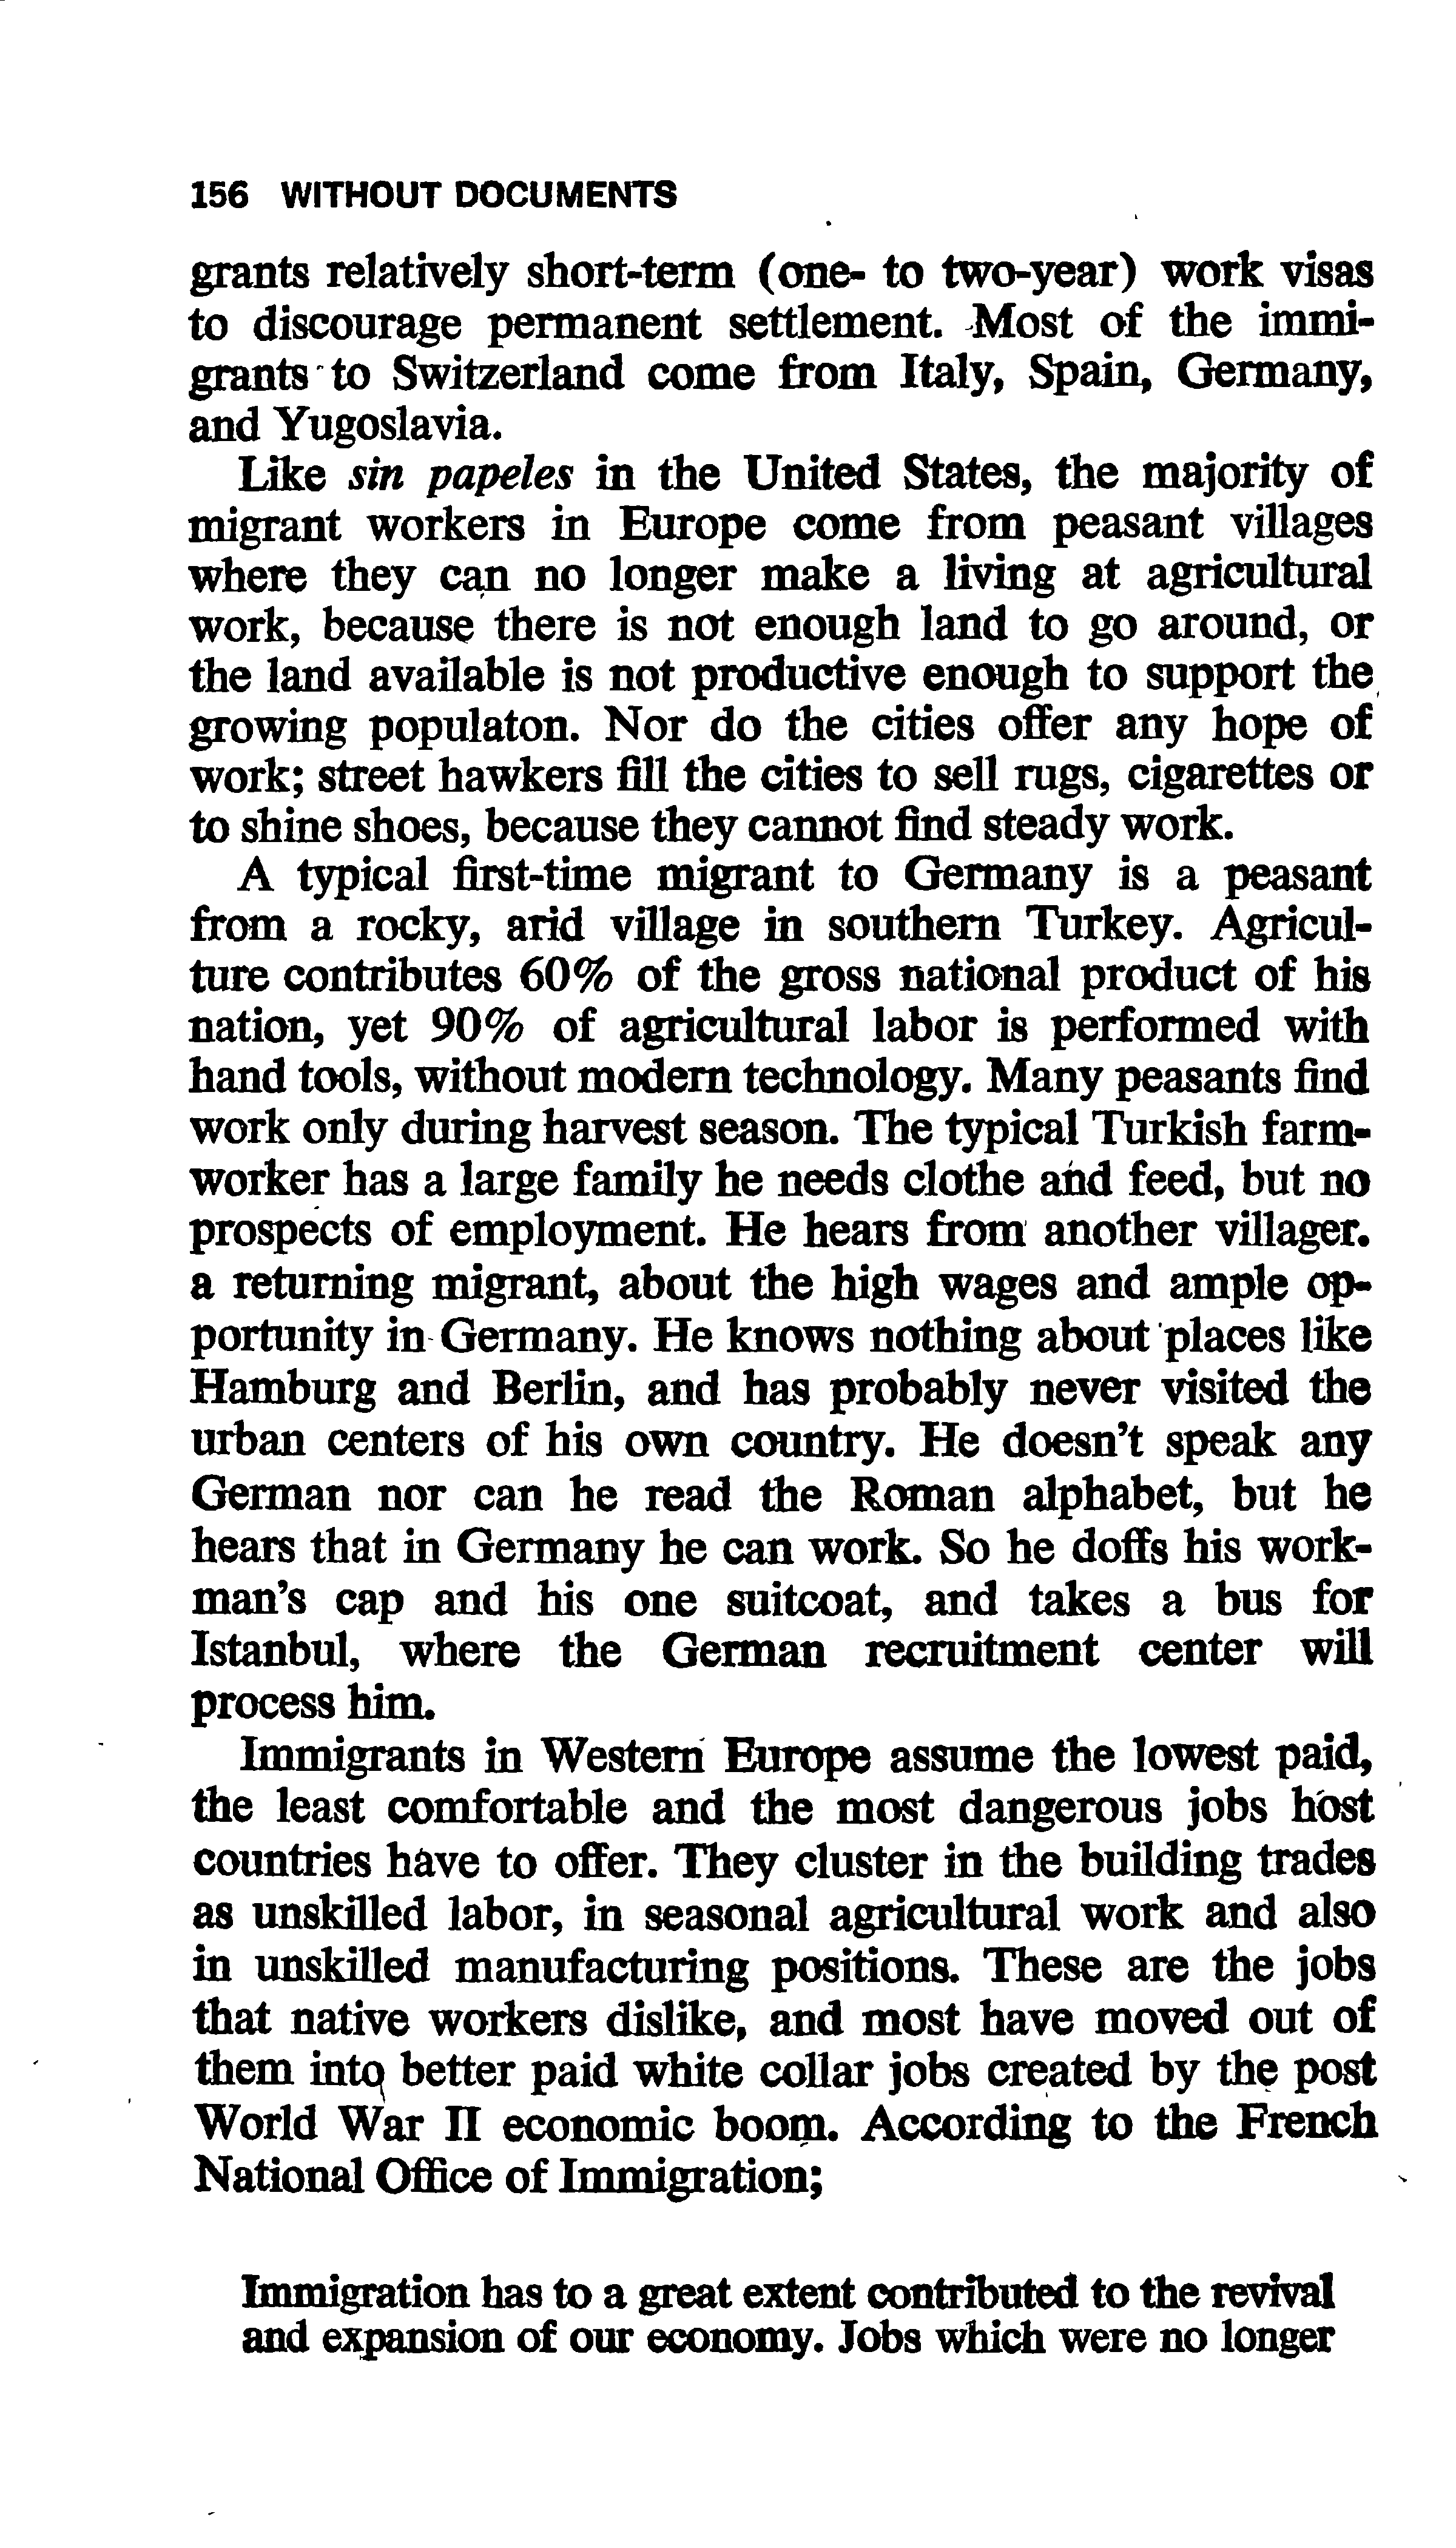 156 WITHOUT DOCUMENTS
grants relatively short-term (one- to two-year) work visas
to discourage permanent settlement. Most of the immi-
grants to Switzerland come from Italy, Spain, Germany,
and Yugoslavia.
Like sin papeles in the United States, the majority of
migrant workers in Europe come from peasant villages
where they can no longer make a living at agricultural
work, because there is not enough land to go around, or
the land available is not productive enough to support the
growing populaton. Nor do the cities offer any hope of
work; street hawkers fill the cities to sell rugs, cigarettes or
to shine shoes, because they cannot find steady work.
A typical first-time migrant to Germany is a peasant
from a rocky, arid village in southern Turkey. Agricul-
ture contributes 60% of the gross national product of his
nation, yet 90% of agricultural labor is performed with
hand tools, without modern technology. Many peasants find
work only during harvest season. The typical Turkish farm-
worker has a large family he needs clothe and feed, but no
prospects of employment. He hears from another villager.
a returning migrant, about the high wages and ample op-
portunity in Germany. He knows nothing about places like
Hamburg and Berlin, and has probably never visited the
urban centers of his own country. He doesn't speak any
German nor can he read the Roman alphabet, but he
hears that in Germany he can work. So he doffs his work-
man's cap and his one suitcoat, and takes a bus for
Istanbul, where the German recruitment center will
process him.
Immigrants in Western Europe assume the lowest paid,
the least comfortable and the most dangerous jobs host
countries have to offer. They cluster in the building trades
as unskilled labor, in seasonal agricultural work and also
in unskilled manufacturing positions. These are the jobs
that native workers dislike, and most have moved out of
them into better paid white collar jobs created by the post
World War II economic boom. According to the French
National Office of Immigration;
Immigration has to a great extent contributed to the revival
and expansion of our economy. Jobs which were no longer